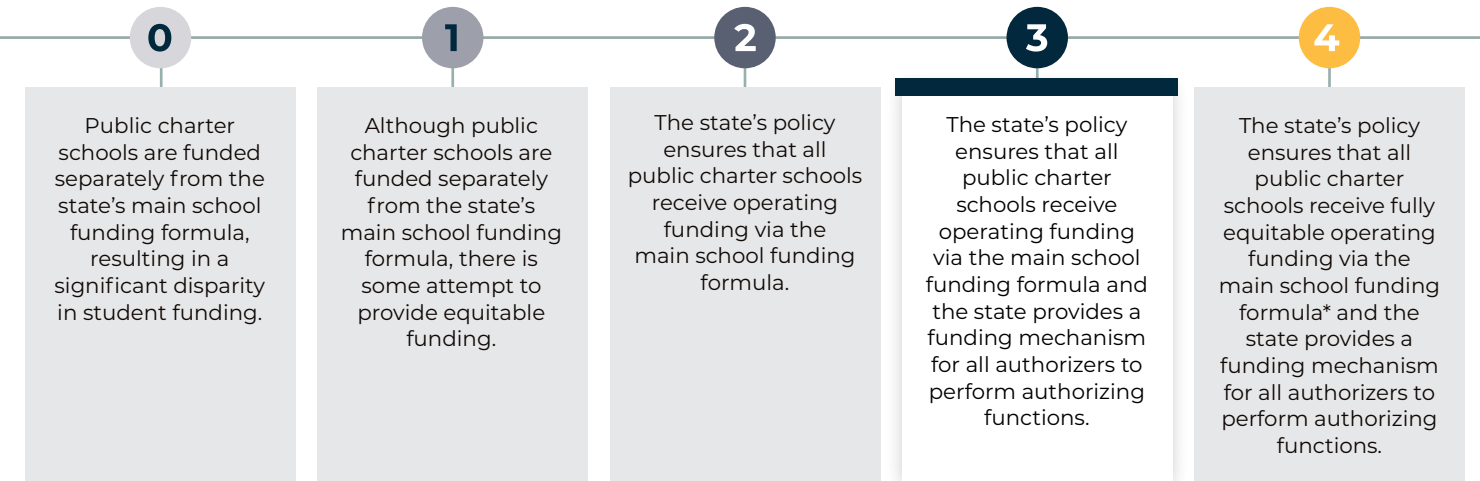 0
Public charter
schools are funded
separately from the
state’s main school
funding formula,
resulting in a
significant disparity
in student funding.
1
Although public
charter schools are
funded separately
from the state’s
main school funding
formula, there is
some attempt to
provide equitable
funding.
2
The state’s policy
ensures that all
public charter schools
receive operating
funding via the
main school funding
formula.
3
The state’s policy
ensures that all
public charter
schools receive
operating funding
via the main school
funding formula and
the state provides a
funding mechanism
for all authorizers to
perform authorizing
functions.
4
The state’s policy
ensures that all
public charter
schools receive fully
equitable operating
funding via the
main school funding
formula* and the
state provides a
funding mechanism
for all authorizers to
perform authorizing
functions.